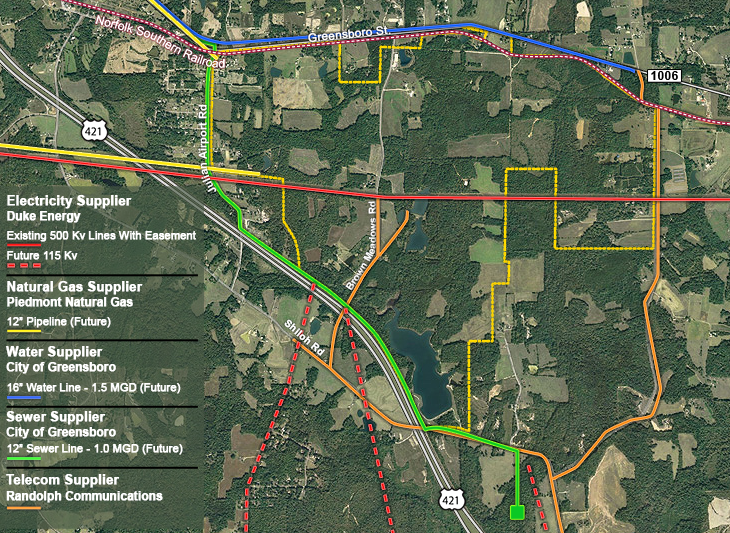 Norfolk Southern Railroad
Greensboro St
1006
421
Julian Airport Rd
Brown Meadows Rd
Shiloh Rd
421
Electricity Supplier
Duke Energy
Existing 500 Kv Lines With Easement
Future 115 Kv
Natural Gas Supplier
Piedmont Natural Gas
12" Pipeline (Future)
Water Supplier
City of Greensboro
16" Water Line - 1.5 MGD (Future)
Sewer Supplier
City of Greensboro
12" Sewer Line - 1.0 MGD (Future)
Telecom Supplier
Randolph Communications